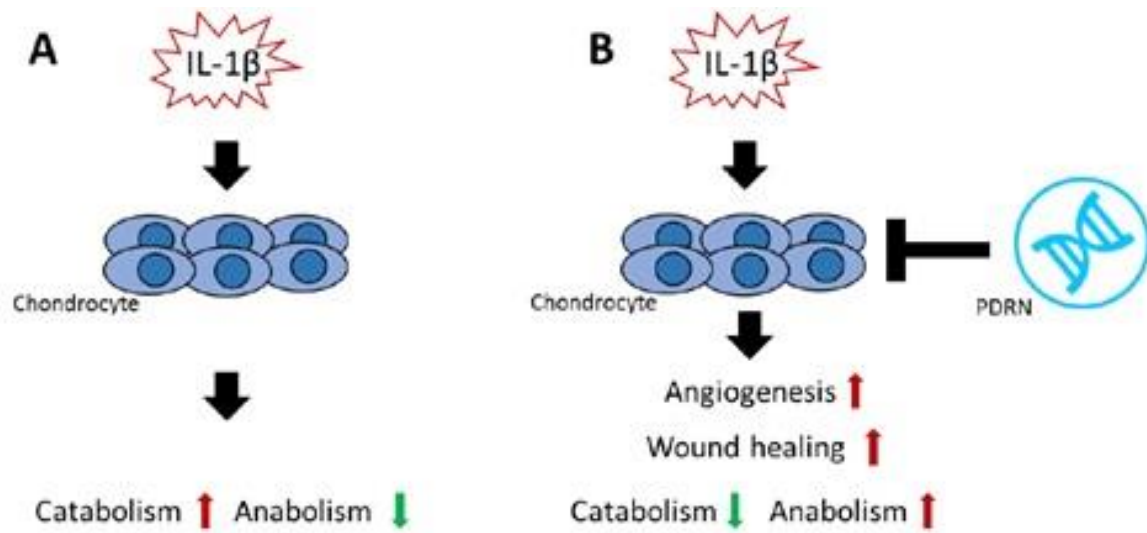 A
IL-1β
Chondrocyte
Catabolism Anabolism
B
IL-1β
Chondrocyte
PDRN
Angiogenesis
Wound healing
Catabolism Anabolism